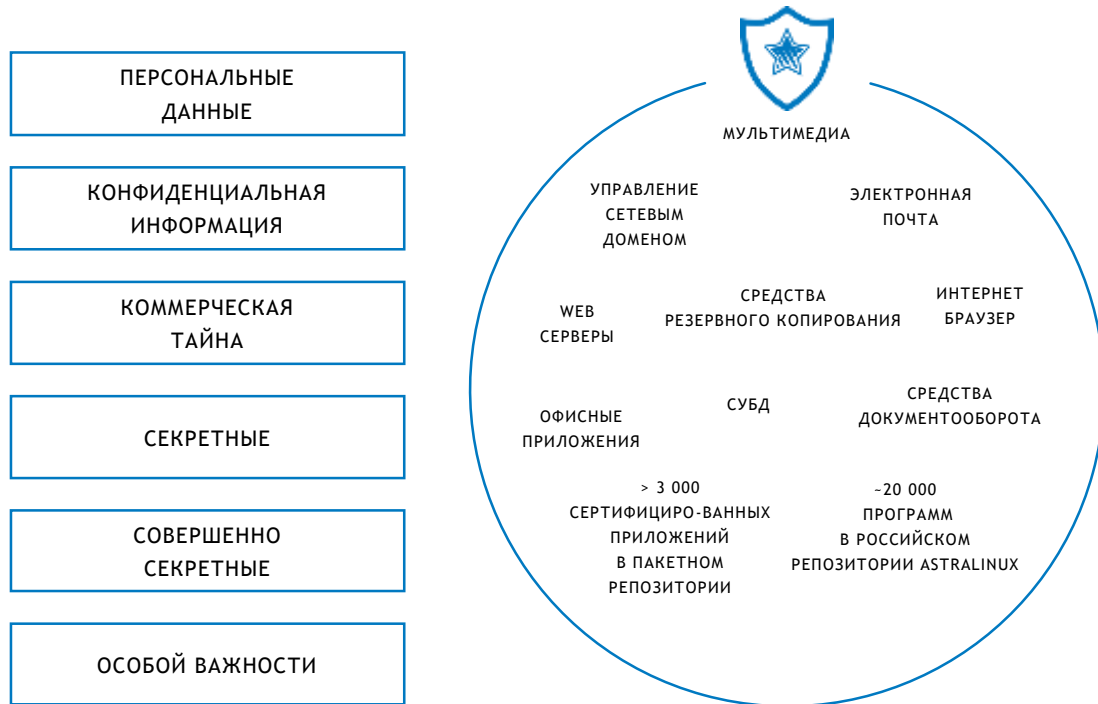 ПЕРСОНАЛЬНЫЕ
ДАННЫЕ
КОНФИДЕНЦИАЛЬНАЯ
ИНФОРМАЦИЯ
КОММЕРЧЕСКАЯ
ТАЙНА
СЕКРЕТНЫЕ
СОВЕРШЕННО
СЕКРЕТНЫЕ
ОСОБОЙ ВАЖНОСТИ
МУЛЬТИМЕДИА
УПРАВЛЕНИЕ
СЕТЕВЫМ
ДОМЕНОМ
ЭЛЕКТРОННАЯ
ПОЧТА
WEB
СЕРВЕРЫ
СРЕДСТВА
РЕЗЕРВНОГО КОПИРОВАНИЯ
ИНТЕРНЕТ
БРАУЗЕР
ОФИСНЫЕ
ПРИЛОЖЕНИЯ
СУБД
СРЕДСТВА
ДОКУМЕНТООБОРОТА
> 3 000
СЕРТИФИЦИРО-ВАННЫХ
ПРИЛОЖЕНИЙ
В ПАКЕТНОМ
РЕПОЗИТОРИИ
~20 000
ПРОГРАММ
В РОССИЙСКОМ
РЕПОЗИТОРИИ ASTRALINUX